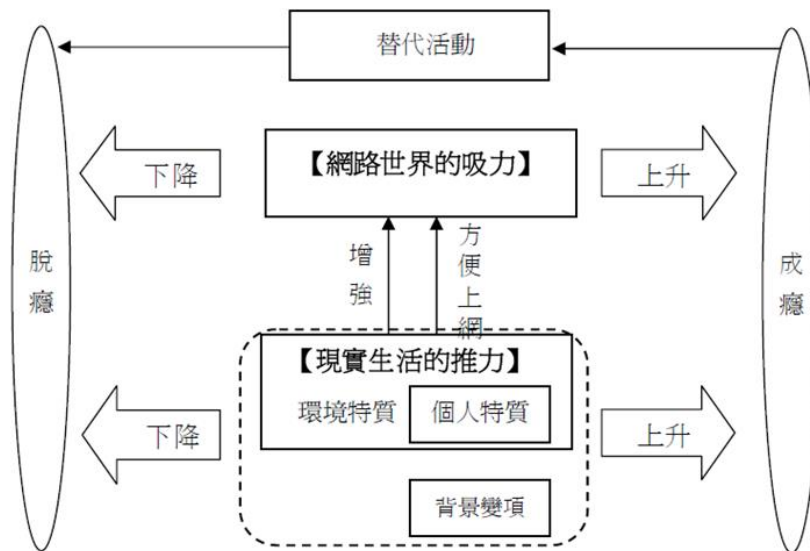 替代活動
【網路世界的吸力】
下降
上升
脫癮
成癮
增強
方便上網
【現實生活的推力】
環境特質
個人特質
下降
上升
背景變項